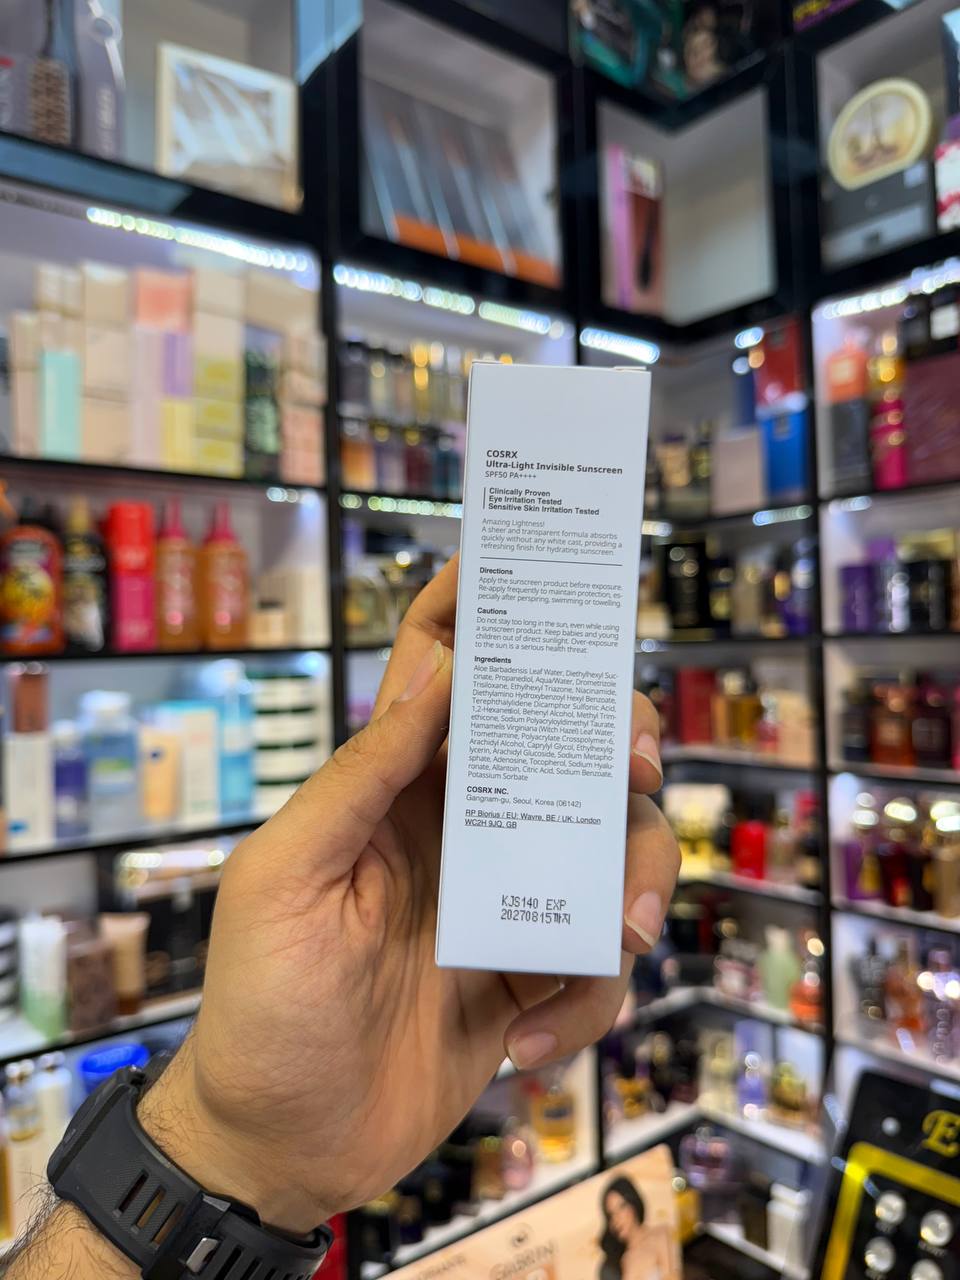 COSRX
Ultra-Light Invisible Sunscreen
SPF50 PA++++
Clinically Proven
Eye Irritation Tested
Sensitive Skin Irritation Tested
Amazing Lightness!
A sheer and transparent formula absorbs
quickly without any white cast, providing a
refreshing finish for hydrating sunscreen.
Directions
Apply the sunscreen product before exposure.
Re-apply frequently to maintain protection, es-
pecially after perspiring, swimming or towelling.
Cautions
Do not stay too long in the sun, even while using
a sunscreen product. Keep babies and young
children out of direct sunlight. Over-exposure
to the sun is a serious health threat.
Ingredients
Aloe Barbadensis Leaf Water, Diethylhexyl Suc-
cinate, Propanediol, Aqua/Water, Drometrizole
Trisiloxane, Ethylhexyl Triazone, Niacinamide,
Diethylamino Hydroxybenzoyl Hexyl Benzoate,
Terephthalylidene Dicamphor Sulfonic Acid,
1,2-Hexanediol, Behenyl Alcohol, Methyl Trim-
ethicone, Sodium Polyacryloyldimethyl Taurate,
Hamamelis Virginiana (Witch Hazel) Leaf Water,
Tromethamine, Polyacrylate Crosspolymer-6,
Arachidyl Alcohol, Caprylyl Glycol, Ethylhexylg-
lycerin, Arachidyl Glucoside, Sodium Metapho-
sphate, Adenosine, Tocopherol, Sodium Hyalu-
ronate, Allantoin, Citric Acid, Sodium Benzoate,
Potassium Sorbate
COSRX INC.
Gangnam-gu, Seoul, Korea (06142)
RP Biorius / EU: Wavre, BE / UK: London
WC2H 9JQ, GB
KJS140 EXP
20270815까지